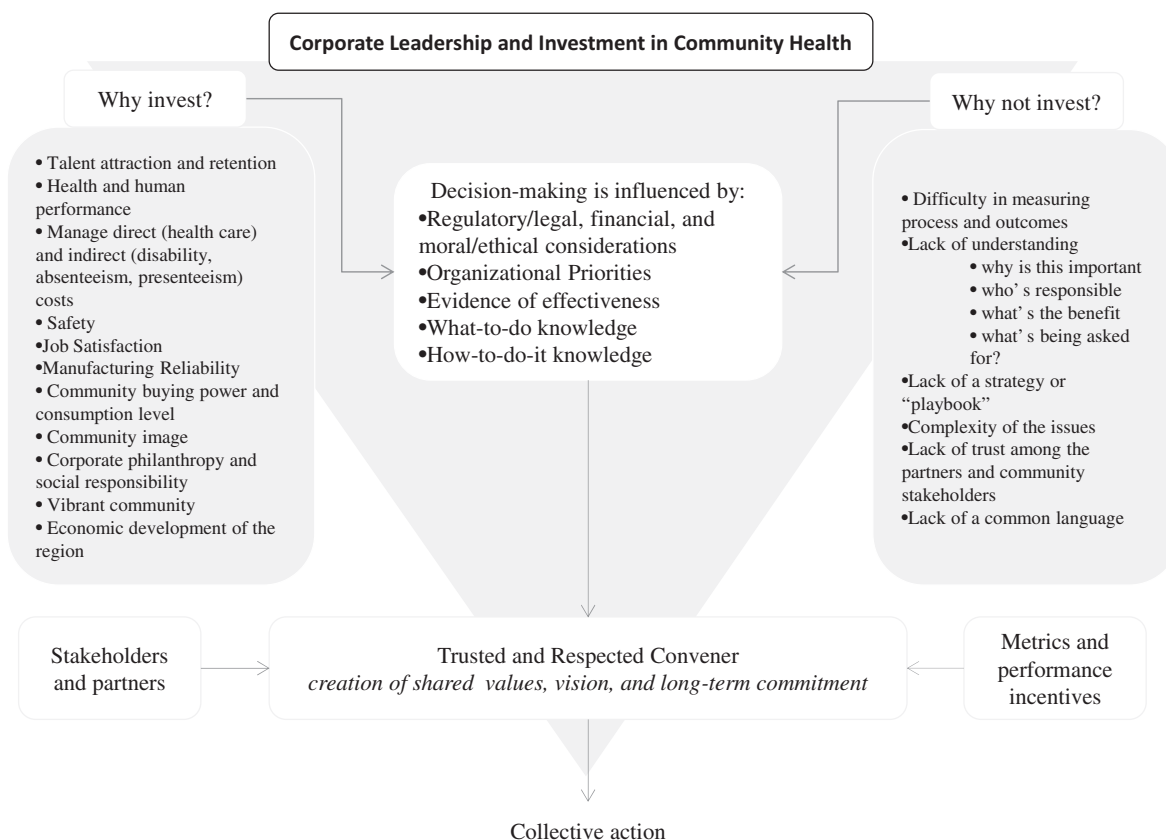 Corporate Leadership and Investment in Community Health
Why invest?
• Talent attraction and retention
• Health and human
performance
• Manage direct (health care)
and indirect (disability,
absenteeism, presenteeism)
costs
• Safety
•Job Satisfaction
•Manufacturing Reliability
• Community buying power and
consumption level
• Community image
• Corporate philanthropy and
social responsibility
• Vibrant community
• Economic development of the
region
Decision-making is influenced by:
•Regulatory/legal, financial, and
moral/ethical considerations
•Organizational Priorities
•Evidence of effectiveness
•What-to-do knowledge
•How-to-do-it knowledge
Why not invest?
• Difficulty in measuring
process and outcomes
•Lack of understanding
• why is this important
• who’ s responsible
• what’ s the benefit
• what’ s being asked
for?
•Lack of a strategy or
“playbook”
•Complexity of the issues
•Lack of trust among the
partners and community
stakeholders
•Lack of a common language
Stakeholders
and partners
Trusted and Respected Convener
creation of shared values, vision, and long-term commitment
Metrics and
performance
incentives
Collective action